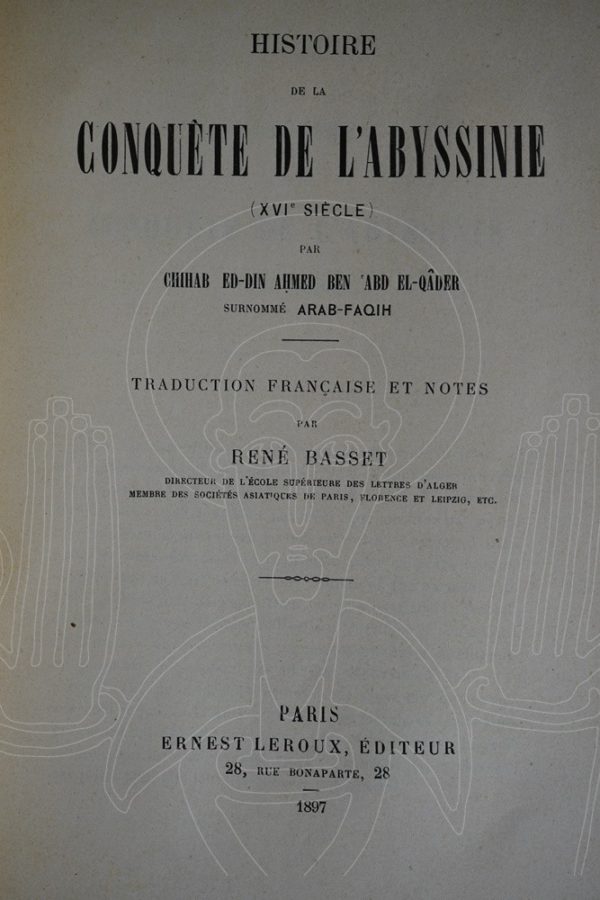 HISTOIRE
DE LA
CONQUÊTE DE L'ABYSSINIE
(XVIe SIÈCLE)
PAR
CHIHAB ED-DIN AḤMED BEN ʿABD EL-QÂDER
SURNOMMÉ ARAB-FAQIH
TRADUCTION FRANÇAISE ET NOTES
PAR
RENÉ BASSET
DIRECTEUR DE L'ÉCOLE SUPÉRIEURE DES LETTRES D'ALGER
MEMBRE DES SOCIÉTÉS ASIATIQUES DE PARIS, FLORENCE ET LEIPZIG, ETC.
PARIS
ERNEST LEROUX, ÉDITEUR
28, RUE BONAPARTE, 28
1897